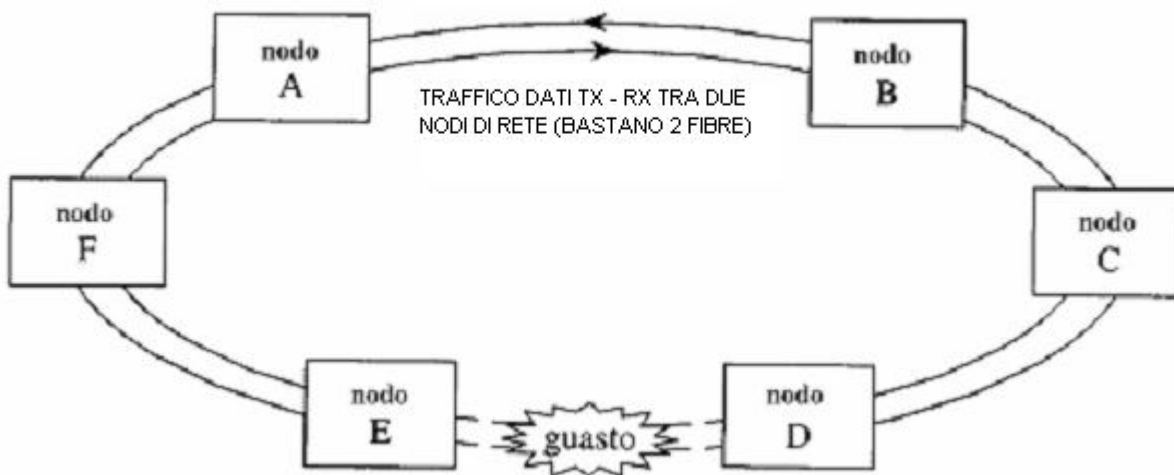 nodo
A
nodo
B
TRAFFICO DATI TX - RX TRA DUE
NODI DI RETE (BASTANO 2 FIBRE)
nodo
F
nodo
C
nodo
E
guasto
nodo
D